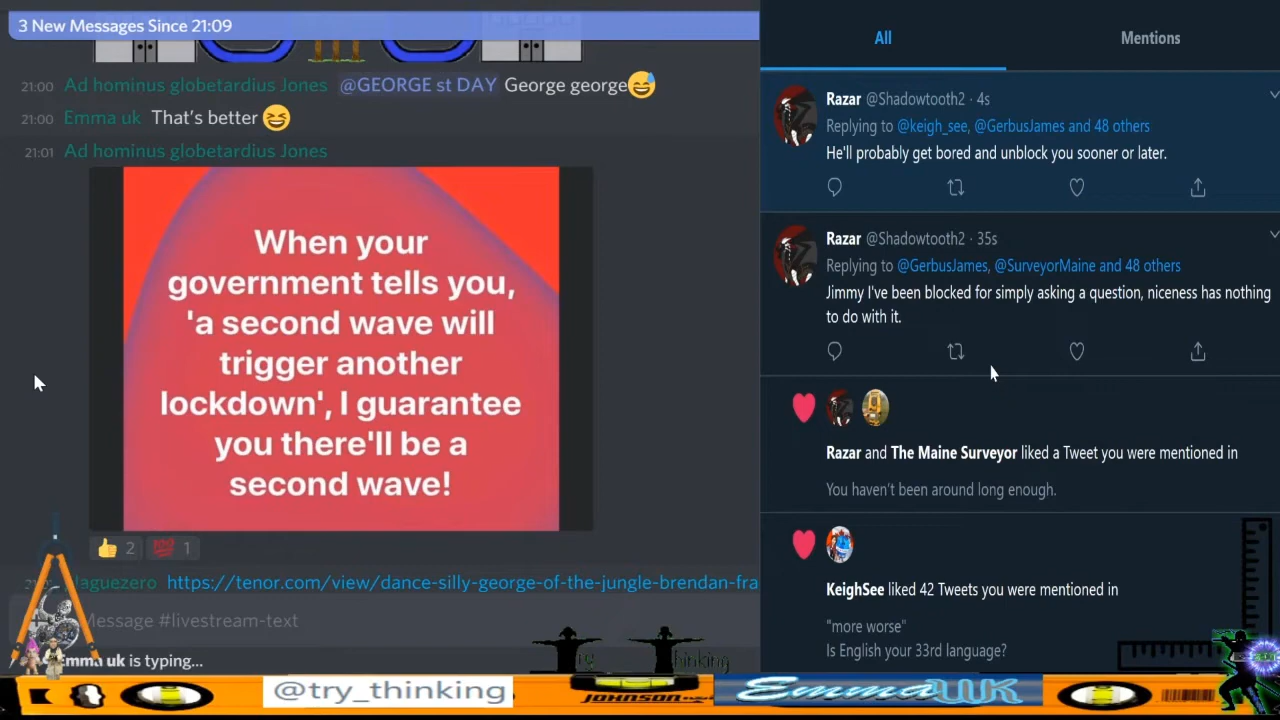 3 New Messages Since 21:09
21:00 Ad hominus globetardius Jones @GEORGE st DAY George george
21:00 Emma uk That's better
21:01 Ad hominus globetardius Jones
When your
government tells you,
'a second wave will
trigger another
lockdown', I guarantee
you there'll be a
second wave!
2 1
https://tenor.com/view/dance-silly-george-of-the-jungle-brendan-fra
Message #livestream-text
Emma uk is typing...
All Mentions
Razar @Shadowtooth2 · 4s
Replying to @keigh_see, @GerbusJames and 48 others
He'll probably get bored and unblock you sooner or later.
Razar @Shadowtooth2 · 35s
Replying to @GerbusJames, @SurveyorMaine and 48 others
Jimmy I've been blocked for simply asking a question, niceness has nothing
to do with it.
Razar and The Maine Surveyor liked a Tweet you were mentioned in
You haven't been around long enough.
KeighSee liked 42 Tweets you were mentioned in
"more worse"
Is English your 33rd language?
@try_thinking
JOHNSON
EmmaUK